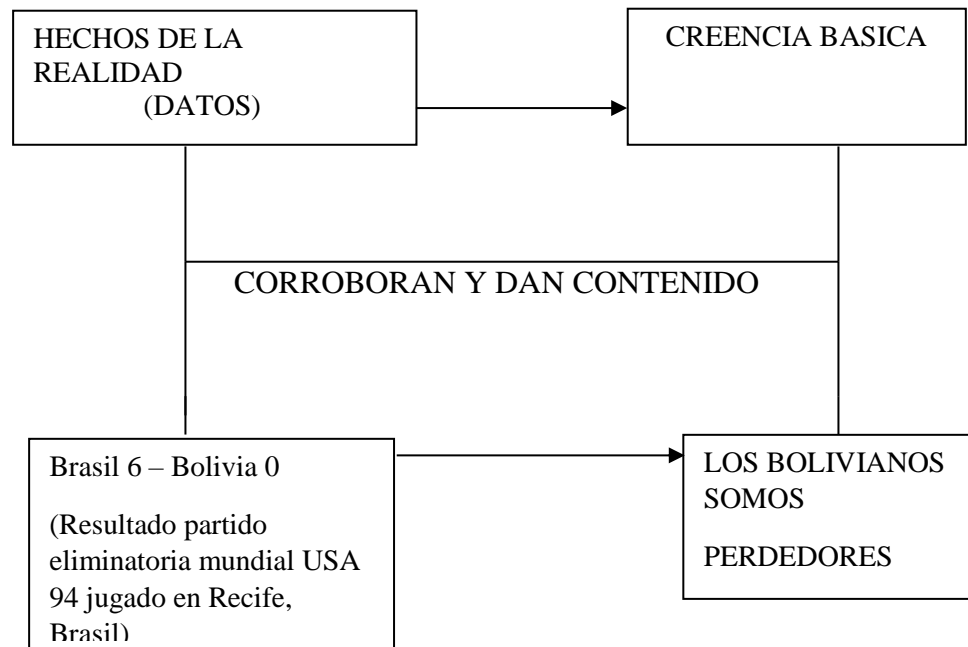 HECHOS DE LA
REALIDAD
(DATOS)
CREENCIA BASICA
CORROBORAN Y DAN CONTENIDO
Brasil 6 – Bolivia 0
(Resultado partido
eliminatoria mundial USA
94 jugado en Recife,
Brasil)
LOS BOLIVIANOS
SOMOS
PERDEDORES